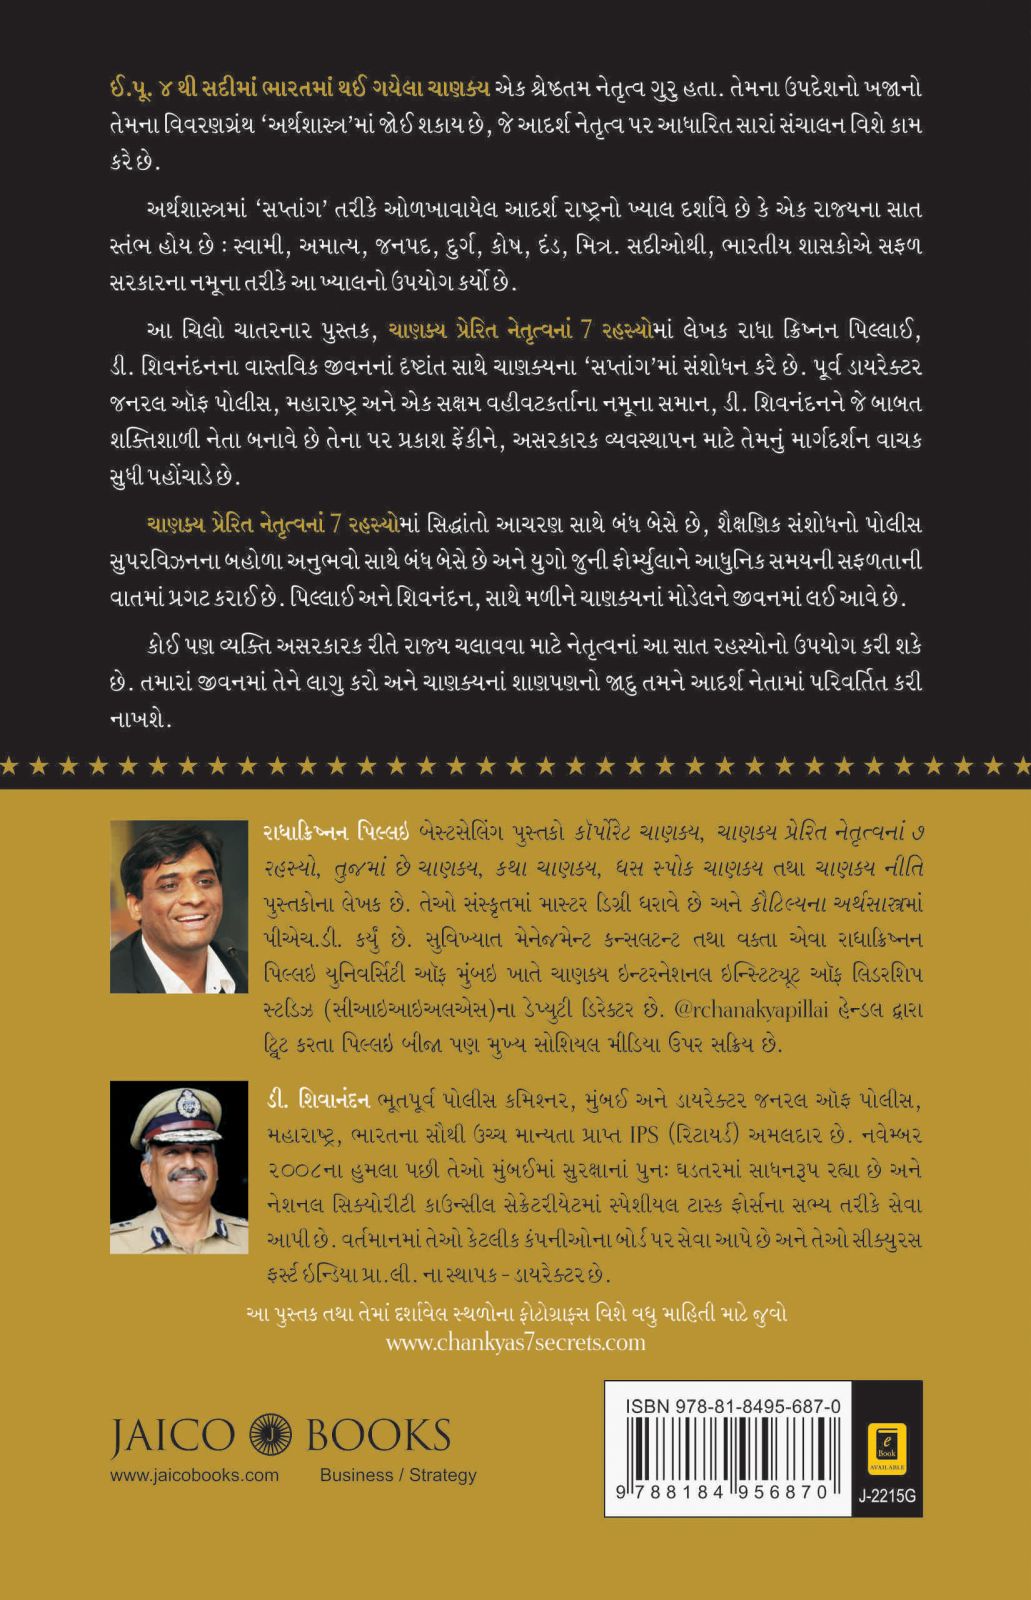 ઈ.પૂ. ૪ થી સદીમાં ભારતમાં થઈ ગયેલા ચાણક્ય એક શ્રેષ્ઠતમ નેતૃત્વ ગુરુ હતા. તેમના ઉપદેશનો ખજાનો
તેમના વિવરણગ્રંથ ‘અર્થશાસ્ત્ર’માં જોઈ શકાય છે, જે આદર્શ નેતૃત્વ પર આધારિત સારાં સંચાલન વિશે કામ
કરે છે.
અર્થશાસ્ત્રમાં ‘સપ્તાંગ’ તરીકે ઓળખાવાયેલ આદર્શ રાષ્ટ્રનો ખ્યાલ દર્શાવે છે કે એક રાજ્યના સાત
સ્તંભ હોય છે : સ્વામી, અમાત્ય, જનપદ, દુર્ગ, કોષ, દંડ, મિત્ર. સદીઓથી, ભારતીય શાસકોએ સફળ
સરકારના નમૂના તરીકે આ ખ્યાલનો ઉપયોગ કર્યો છે.
આ ચિલો ચાતરનાર પુસ્તક, ચાણક્ય પ્રેરિત નેતૃત્વનાં 7 રહસ્યોમાં લેખક રાધા ક્રિષ્નન પિલ્લાઈ,
ડી. શિવનંદનના વાસ્તવિક જીવનનાં દૃષ્ટાંત સાથે ચાણક્યના ‘સપ્તાંગ’માં સંશોધન કરે છે. પૂર્વ ડાયરેક્ટર
જનરલ ઑફ પોલીસ, મહારાષ્ટ્ર અને એક સક્ષમ વહીવટકર્તાના નમૂના સમાન, ડી. શિવનંદનને જે બાબત
શક્તિશાળી નેતા બનાવે છે તેના પર પ્રકાશ ફેંકીને, અસરકારક વ્યવસ્થાપન માટે તેમનું માર્ગદર્શન વાચક
સુધી પહોંચાડે છે.
ચાણક્ય પ્રેરિત નેતૃત્વનાં 7 રહસ્યોમાં સિદ્ધાંતો આચરણ સાથે બંધ બેસે છે, શૈક્ષણિક સંશોધનો પોલીસ
સુપરવિઝનના બહોળા અનુભવો સાથે બંધ બેસે છે અને યુગો જુની ફોર્મ્યુલાને આધુનિક સમયની સફળતાની
વાતમાં પ્રગટ કરાઈ છે. પિલ્લાઈ અને શિવનંદન, સાથે મળીને ચાણક્યનાં મોડેલને જીવનમાં લઈ આવે છે.
કોઈ પણ વ્યક્તિ અસરકારક રીતે રાજ્ય ચલાવવા માટે નેતૃત્વનાં આ સાત રહસ્યોનો ઉપયોગ કરી શકે
છે. તમારાં જીવનમાં તેને લાગુ કરો અને ચાણક્યનાં શાણપણનો જાદુ તમને આદર્શ નેતામાં પરિવર્તિત કરી
નાખશે.
રાધાક્રિષ્નન પિલ્લઇ બેસ્ટસેલિંગ પુસ્તકો કૉર્પોરેટ ચાણક્ય, ચાણક્ય પ્રેરિત નેતૃત્વનાં ૭
રહસ્યો, તુજમાં છે ચાણક્ય, કથા ચાણક્ય, ધસ સ્પોક ચાણક્ય તથા ચાણક્ય નીતિ
પુસ્તકોના લેખક છે. તેઓ સંસ્કૃતમાં માસ્ટર ડિગ્રી ધરાવે છે અને કૌટિલ્યના અર્થસાસ્ત્રમાં
પીએચ.ડી. કર્યું છે. સુવિખ્યાત મેનેજમેન્ટ કન્સલટન્ટ તથા વક્તા એવા રાધાક્રિષ્નન
પિલ્લઇ યુનિવર્સિટી ઑફ મુંબઇ ખાતે ચાણક્ય ઇન્ટરનેશનલ ઇન્સ્ટિટ્યૂટ ઑફ લિડરશિપ
સ્ટડિઝ (સીઆઇઆઇઅલએસ)ના ડેપ્યુટી ડિરેક્ટર છે. @rchanakyapillai હેન્ડલ દ્વારા
ટ્વિટ કરતા પિલ્લઇ બીજા પણ મુખ્ય સોશિયલ મીડિયા ઉપર સક્રિય છે.
ડી. શિવાનંદન ભૂતપૂર્વ પોલીસ કમિશ્નર, મુંબઈ અને ડાયરેક્ટર જનરલ ઑફ પોલીસ,
મહારાષ્ટ્ર, ભારતના સૌથી ઉચ્ચ માન્યતા પ્રાપ્ત IPS (રિટાયર્ડ) અમલદાર છે. નવેમ્બર
૨૦૦૮ના હુમલા પછી તેઓ મુંબઈમાં સુરક્ષાનાં પુનઃ ઘડતરમાં સાધનરૂપ રહ્યા છે અને
નેશનલ સિક્યોરીટી કાઉન્સીલ સેક્રેટરીયેટમાં સ્પેશીયલ ટાસ્ક ફોર્સના સભ્ય તરીકે સેવા
આપી છે. વર્તમાનમાં તેઓ કેટલીક કંપનીઓના બોર્ડ પર સેવા આપે છે અને તેઓ સીક્યુરસ
ફર્સ્ટ ઇન્ડિયા પ્રા.લી. ના સ્થાપક - ડાયરેક્ટર છે.
આ પુસ્તક તથા તેમાં દર્શાવેલ સ્થળોના ફોટોગ્રાફ્સ વિશે વધુ માહિતી માટે જુવો
www.chankyas7secrets.com
JAICO J BOOKS
www.jaicobooks.com Business / Strategy
ISBN 978-81-8495-687-0
9 788184 956870
e Book AVAILABLE
J-2215G